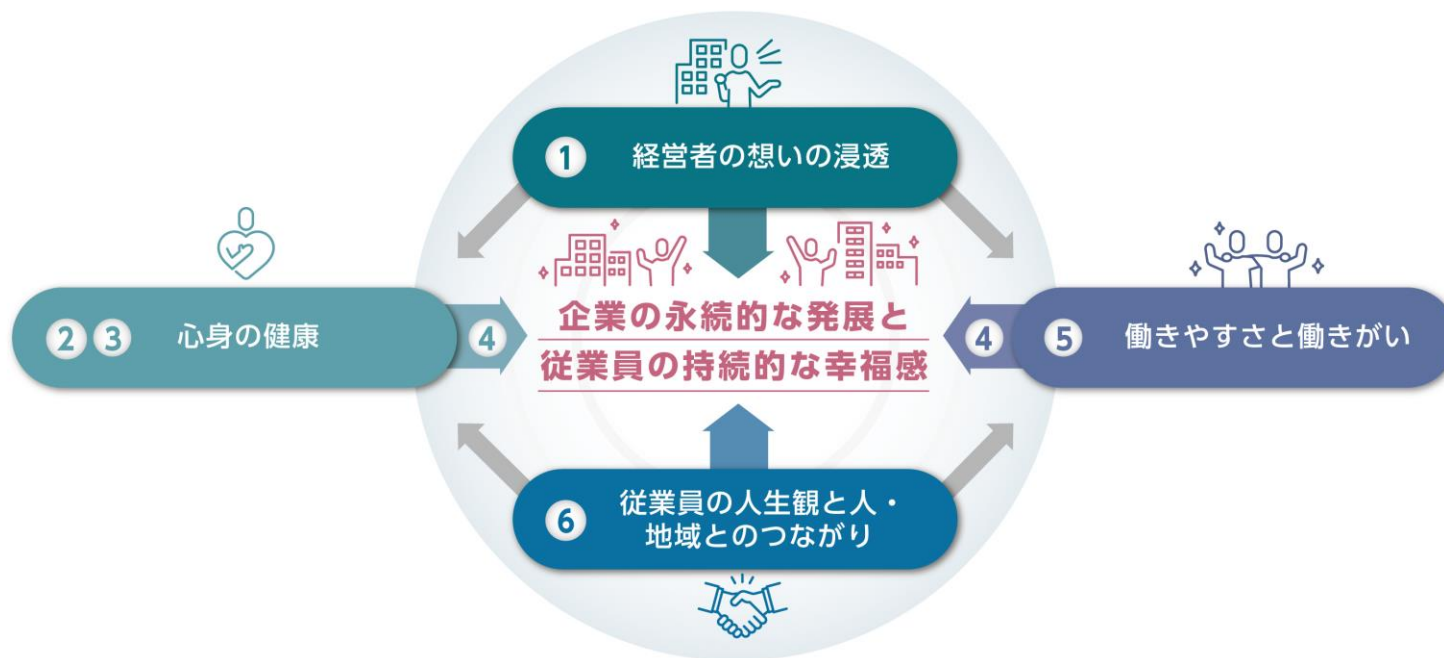 ① 経営者の想いの浸透
② ③ 心身の健康
④
企業の永続的な発展と
従業員の持続的な幸福感
④
⑤ 働きやすさと働きがい
⑥ 従業員の人生観と人・
地域とのつながり